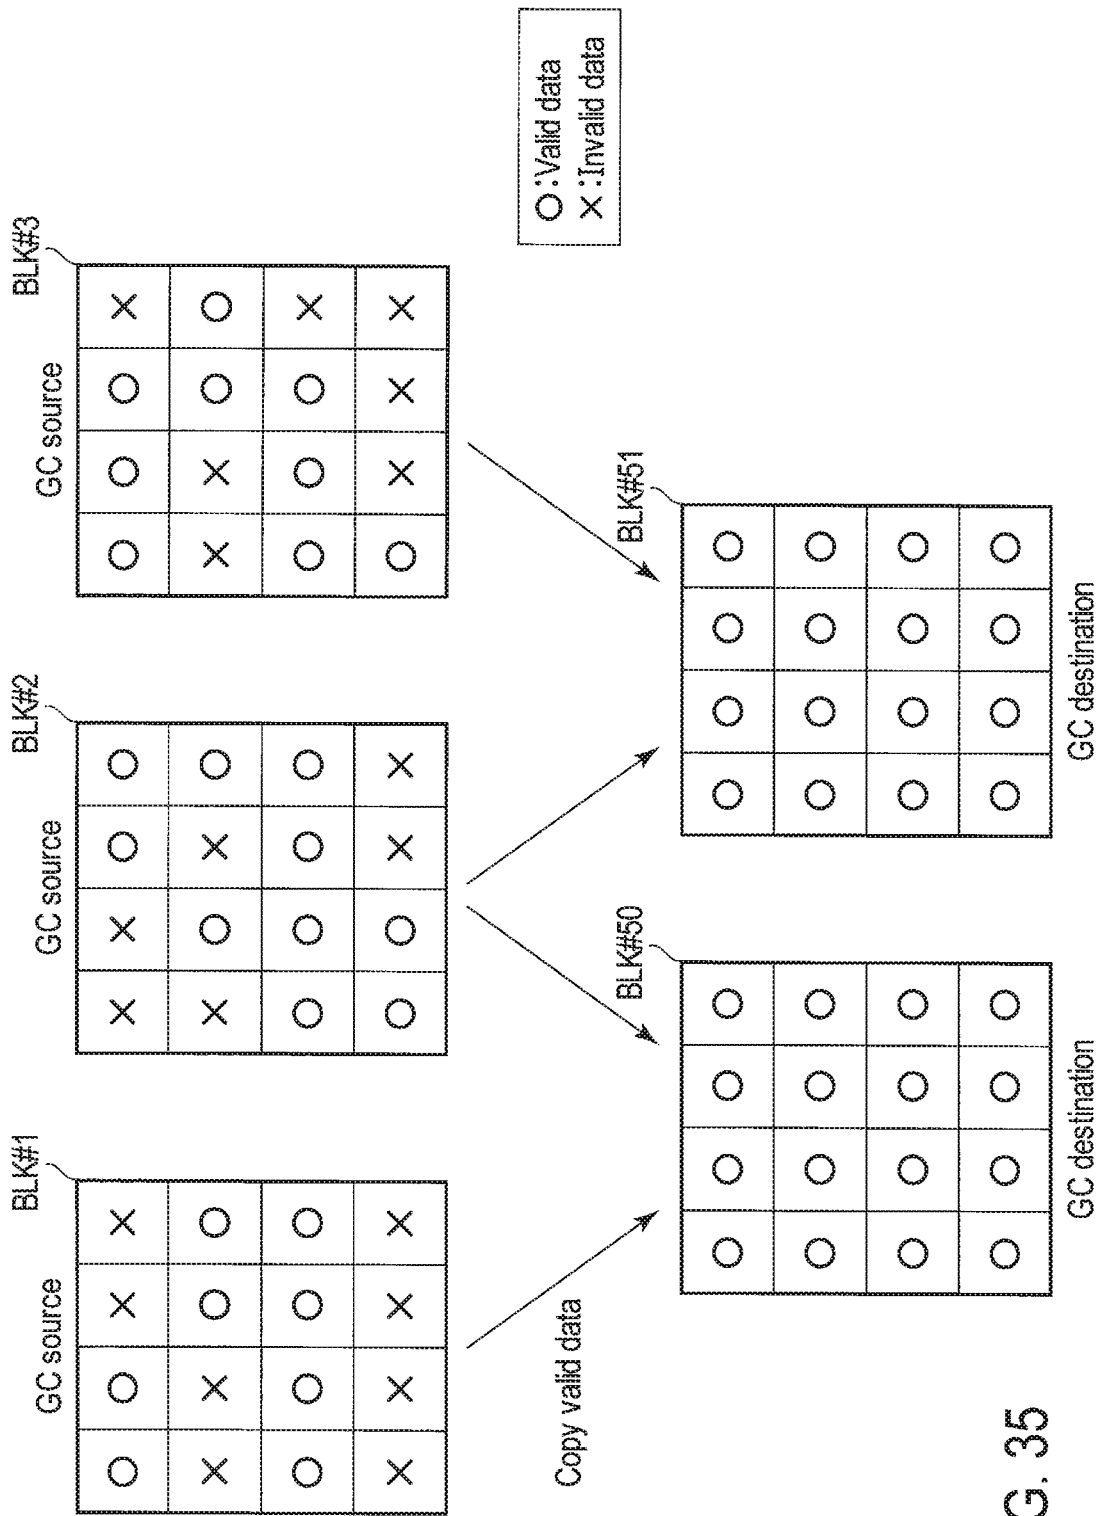 BLK#1
GC source
BLK#2
GC source
BLK#3
GC source
Copy valid data
○:Valid data
×:Invalid data
BLK#50
BLK#51
GC destination
GC destination
G. 35